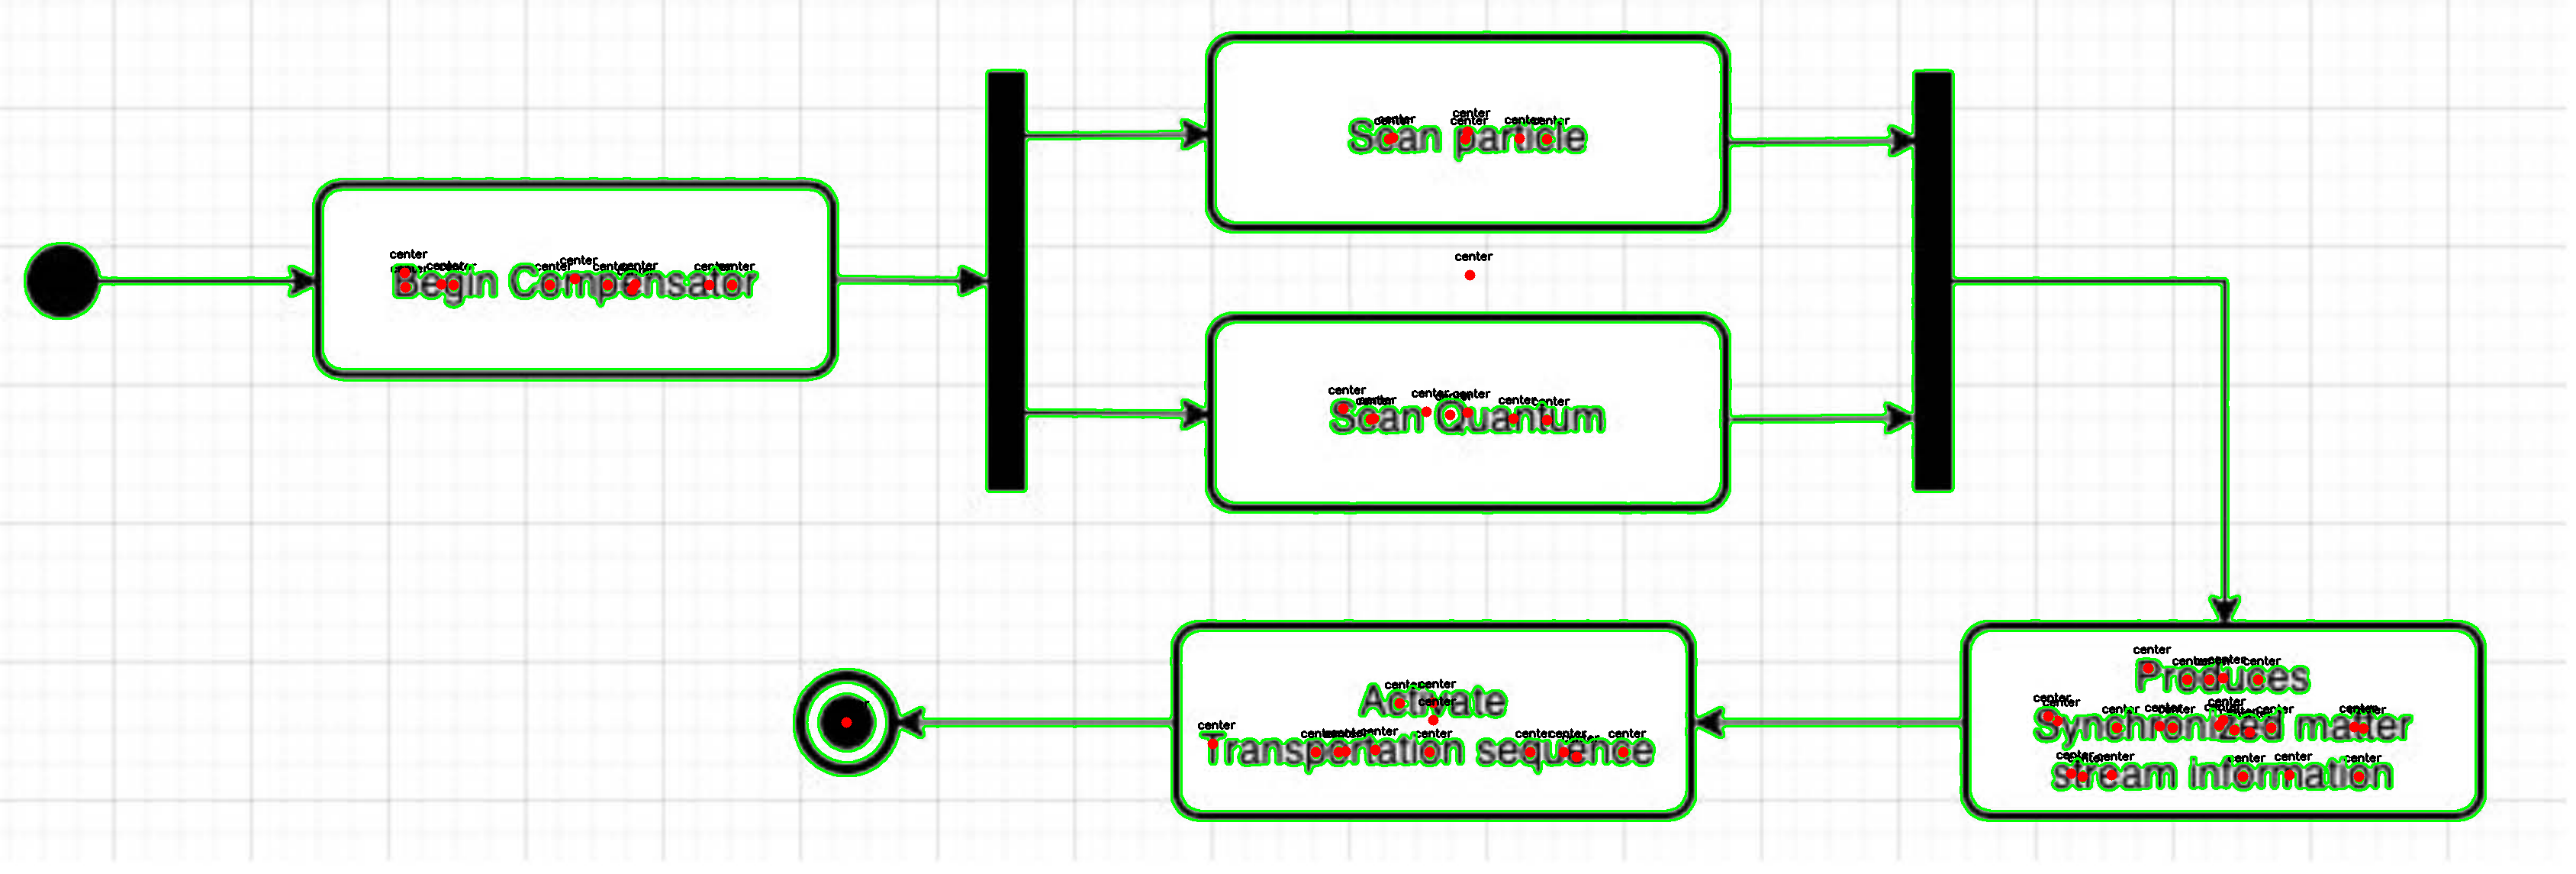 Scan particle
Begin Compensator
center
Scan Quantum
Produces
Synchronized matter
stream information
Activate
Transportation sequence